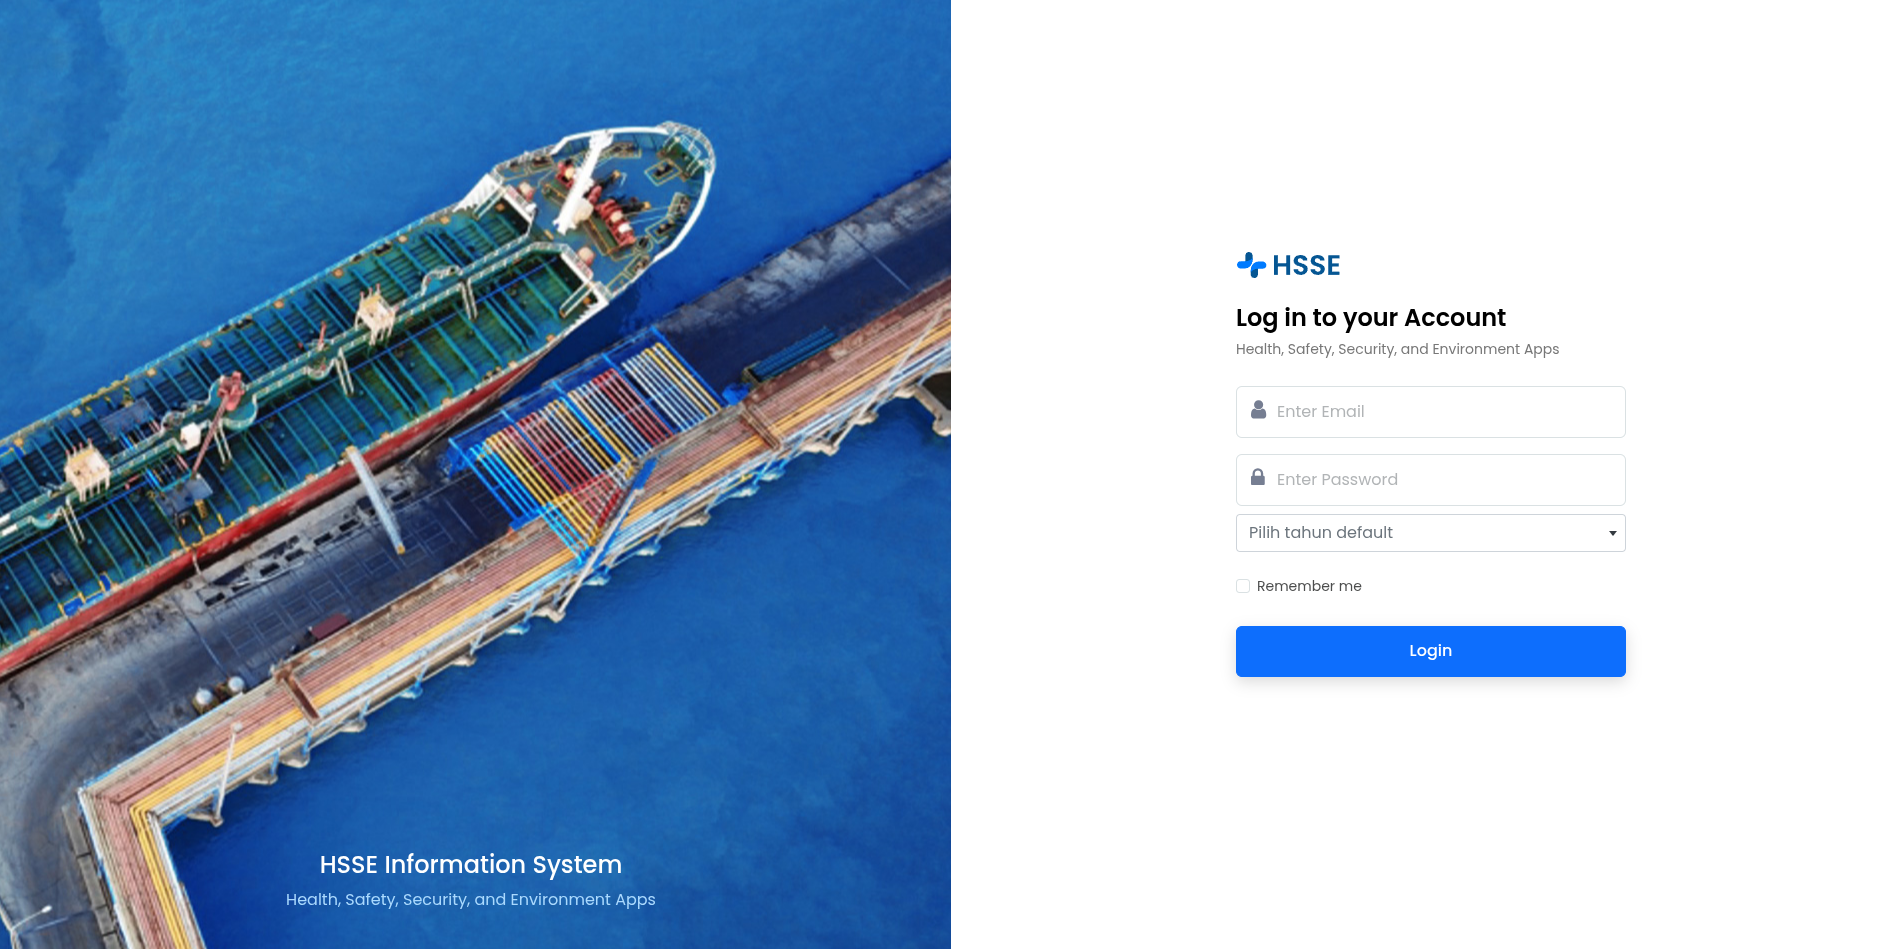 HSSE Information System
Health, Safety, Security, and Environment Apps
HSSE
Log in to your Account
Health, Safety, Security, and Environment Apps
Enter Email
Enter Password
Pilih tahun default
Remember me
Login